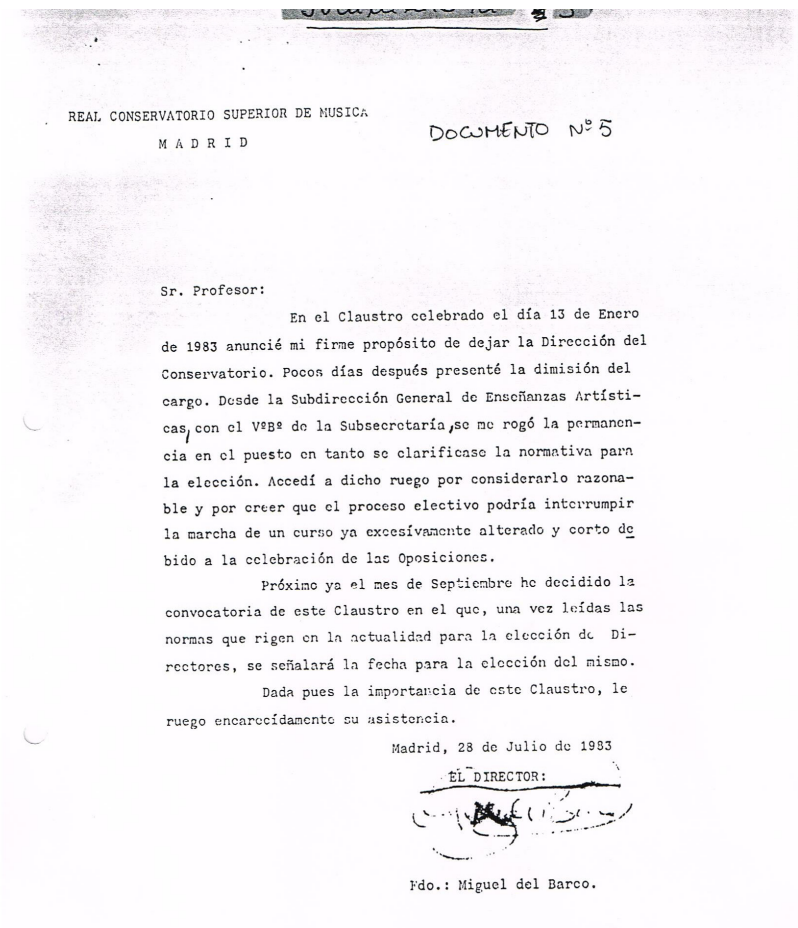 REAL CONSERVATORIO SUPERIOR DE MUSICA
M A D R I D
DOCUMENTO Nº 5
Sr. Profesor:
En el Claustro celebrado el día 13 de Enero
de 1983 anuncié mi firme propósito de dejar la Dirección del
Conservatorio. Pocos días después presenté la dimisión del
cargo. Desde la Subdirección General de Enseñanzas Artísti-
cas, con el VºBº de la Subsecretaría, se me rogó la permanen-
cia en el puesto en tanto se clarificase la normativa para
la elección. Accedí a dicho ruego por considerarlo razona-
ble y por creer que el proceso electivo podría interrumpir
la marcha de un curso ya excesívamente alterado y corto de
bido a la celebración de las Oposiciones.
Próximo ya el mes de Septiembre he decidido la
convocatoria de este Claustro en el que, una vez leídas las
normas que rigen en la actualidad para la elección de Di-
rectores, se señalará la fecha para la elección del mismo.
Dada pues la importancia de este Claustro, le
ruego encarecídamente su asistencia.
Madrid, 28 de Julio de 1983
EL DIRECTOR:
Fdo.: Miguel del Barco.